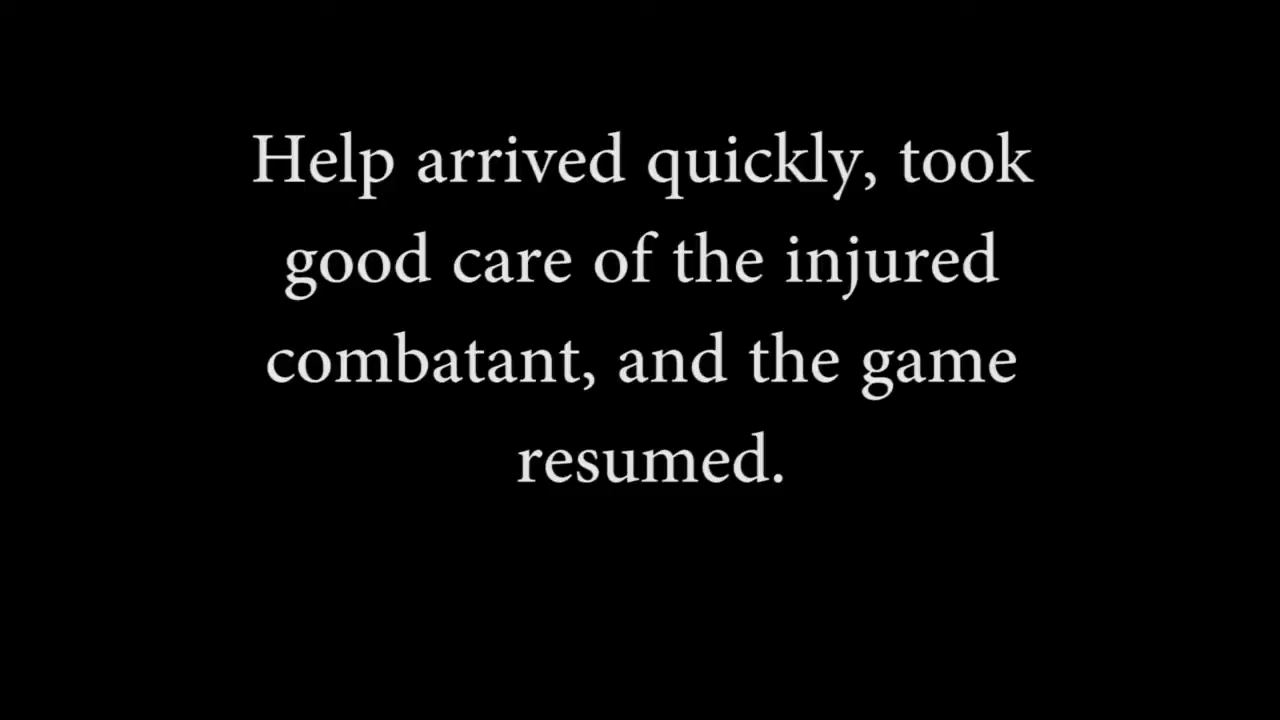 Help arrived quickly, took
good care of the injured
combatant, and the game
resumed.